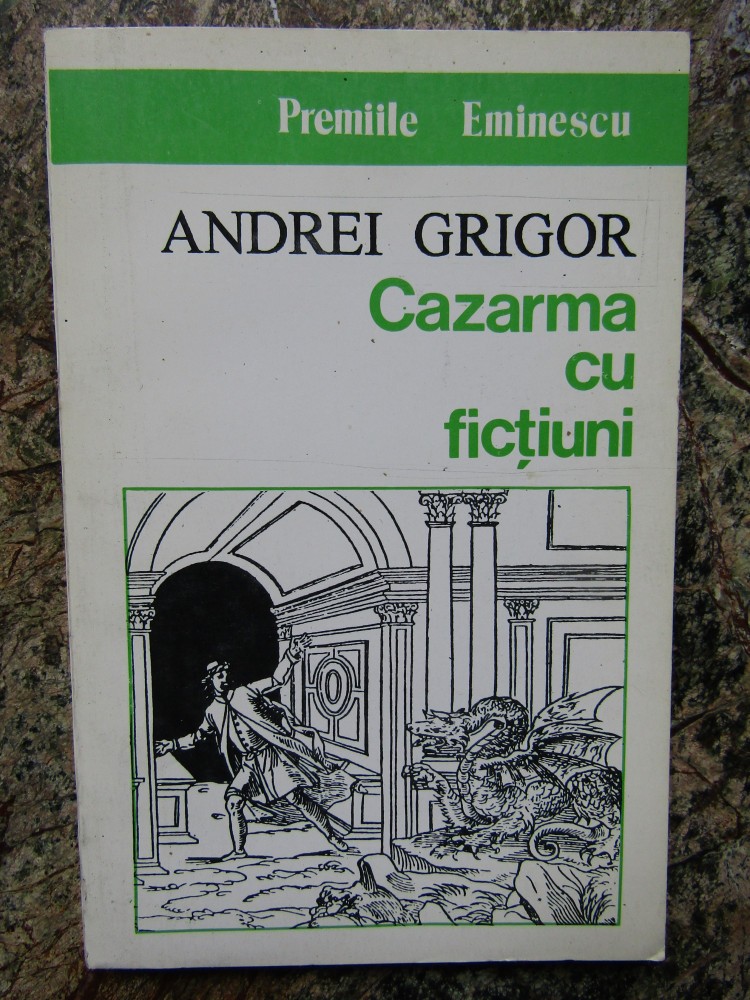 Premiile Eminescu
ANDREI GRIGOR
Cazarma
cu
ficțiuni